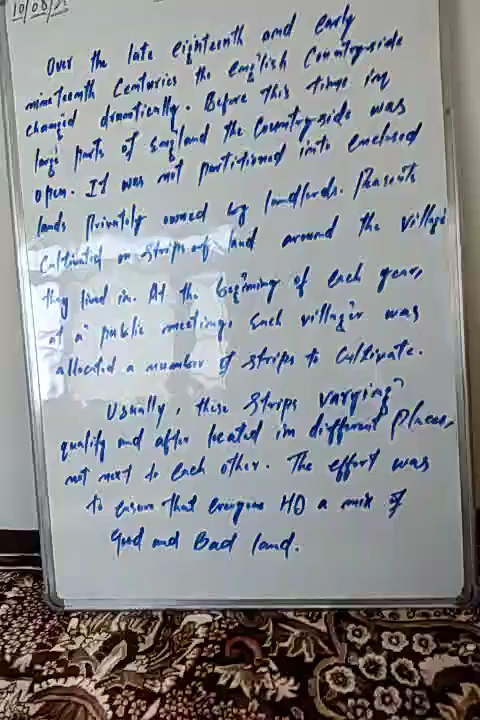 10/08/
Over the late eighteenth and early
nineteenth Centuries the english Countryside
changed dramatically. Before this time in
large parts of England the Countryside was
open. It was not partitioned into enclosed
lands Privately owned by landlords. Peasents
Cultivated on Strips of land around the village
they lived in. At the beginning of each year,
at a public meeting, Each villager was
allocated a number of strips to Cultivate.
Usually, these Strips varying
quality and after located in different Places,
not next to Each other. The effort was
to ensure that everyone HD a mix of
Good and Bad land.